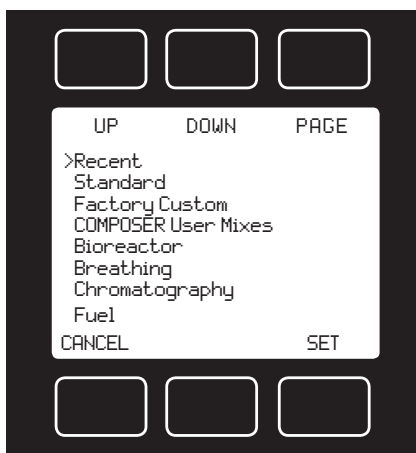 UP DOWN PAGE
>Recent
Standard
Factory Custom
COMPOSER User Mixes
Bioreactor
Breathing
Chromatography
Fuel
CANCEL SET